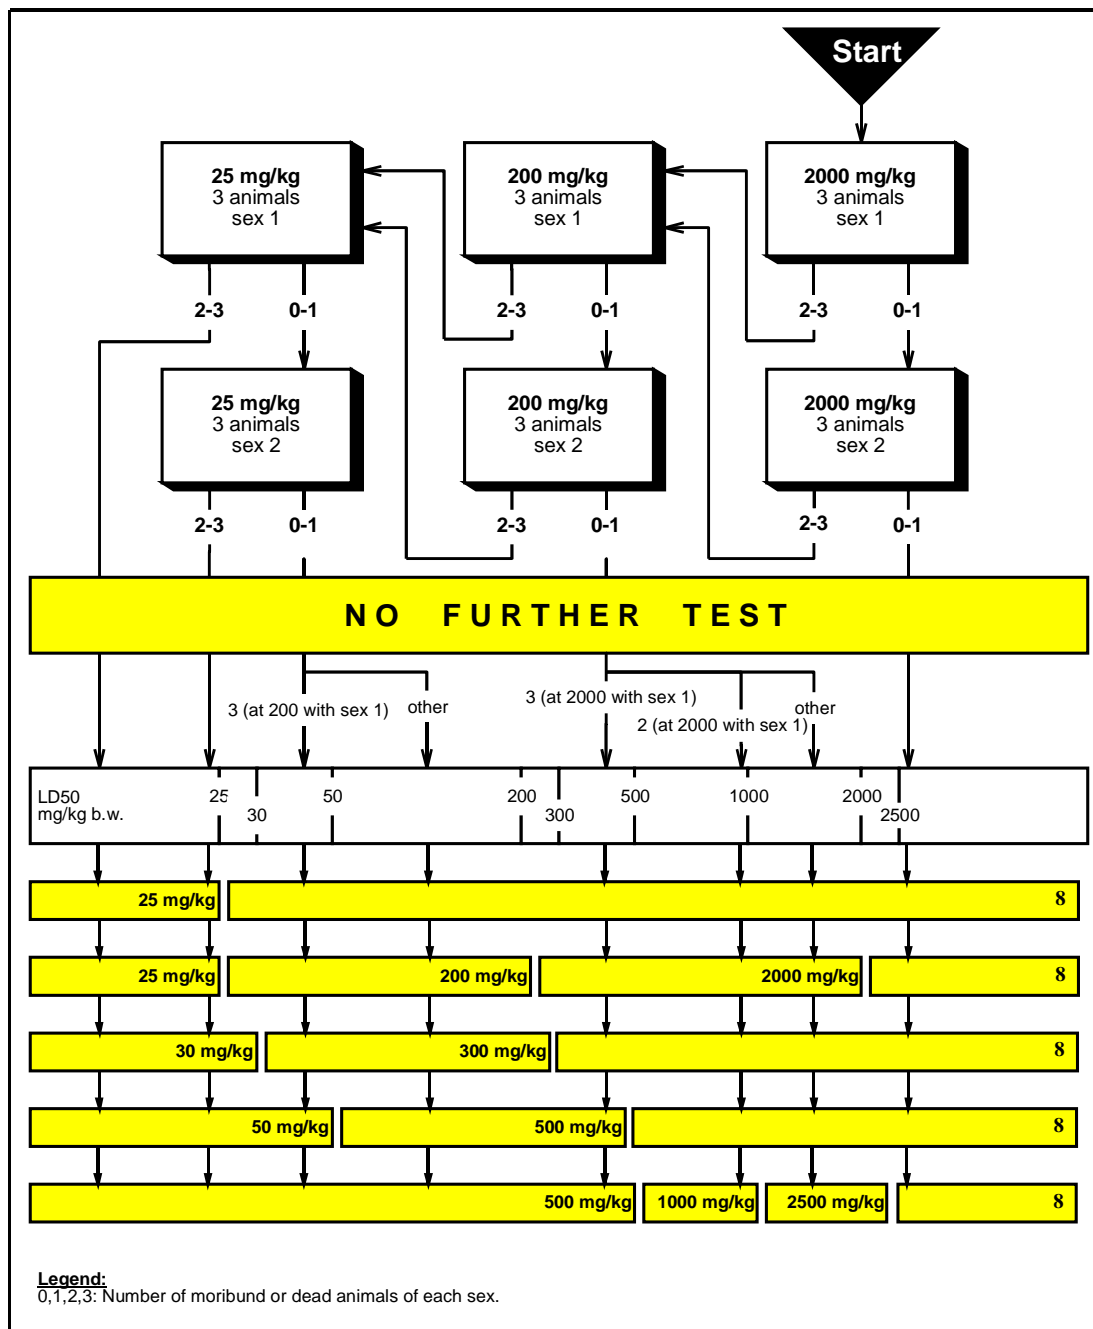 Start
25 mg/kg
3 animals
sex 1
200 mg/kg
3 animals
sex 1
2000 mg/kg
3 animals
sex 1
2-3 0-1 2-3 0-1 2-3 0-1
25 mg/kg
3 animals
sex 2
200 mg/kg
3 animals
sex 2
2000 mg/kg
3 animals
sex 2
2-3 0-1 2-3 0-1 2-3 0-1
NO FURTHER TEST
3 (at 200 with sex 1) other 3 (at 2000 with sex 1) other
2 (at 2000 with sex 1)
LD50 25 50 200 500 1000 2000
mg/kg b.w. 30 300 2500
25 mg/kg 8
25 mg/kg 200 mg/kg 2000 mg/kg 8
30 mg/kg 300 mg/kg 8
50 mg/kg 500 mg/kg 8
500 mg/kg 1000 mg/kg 2500 mg/kg 8
Legend:
0,1,2,3: Number of moribund or dead animals of each sex.